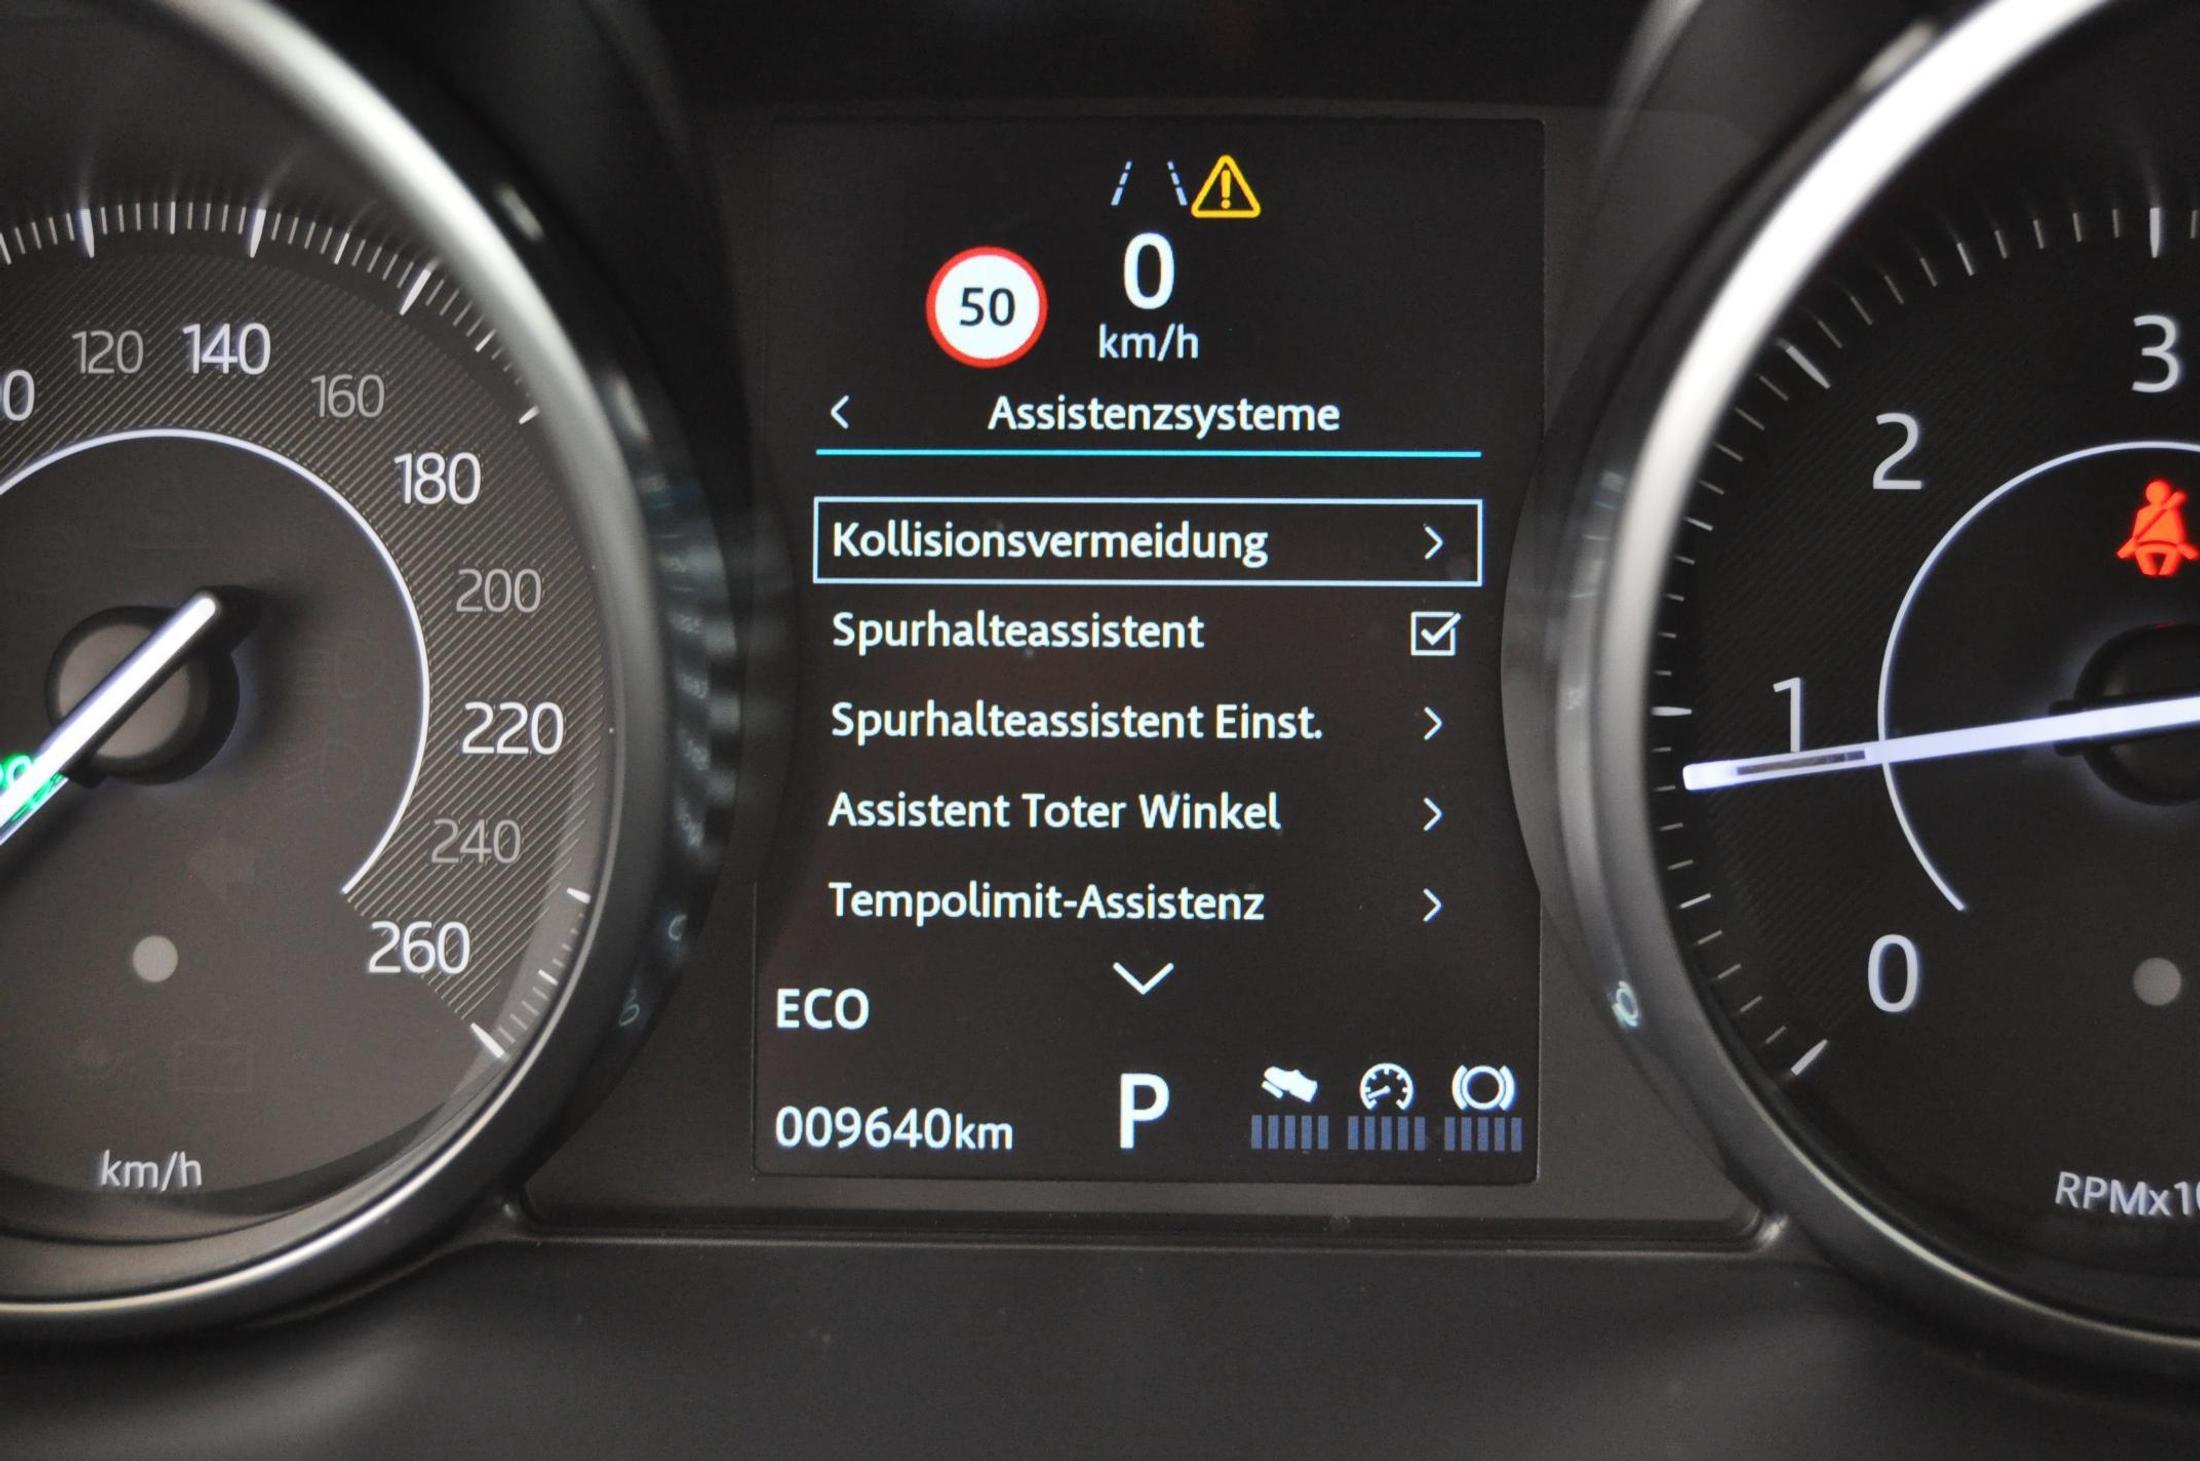 120
140
160
180
200
220
240
260
km/h
0
km/h
50
Assistenzsysteme
Kollisionsvermeidung
Spurhalteassistent
Spurhalteassistent Einst.
Assistent Toter Winkel
Tempolimit-Assistenz
ECO
P
009640km
3
2
1
0